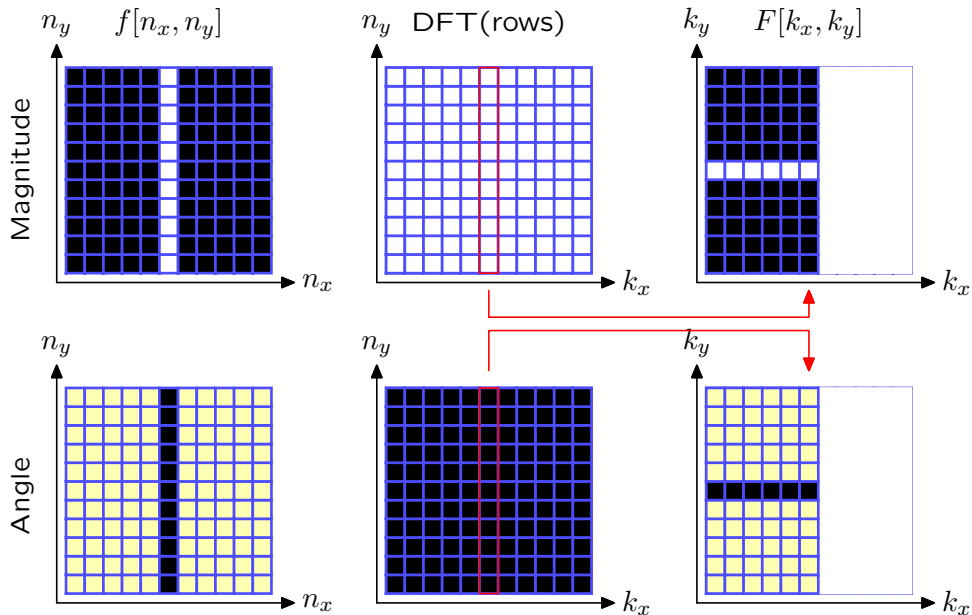 n_y f[n_x, n_y] n_y DFT(rows) k_y F[k_x, k_y]
Magnitude
n_x k_x k_x
n_y n_y k_y
Angle
n_x k_x k_x